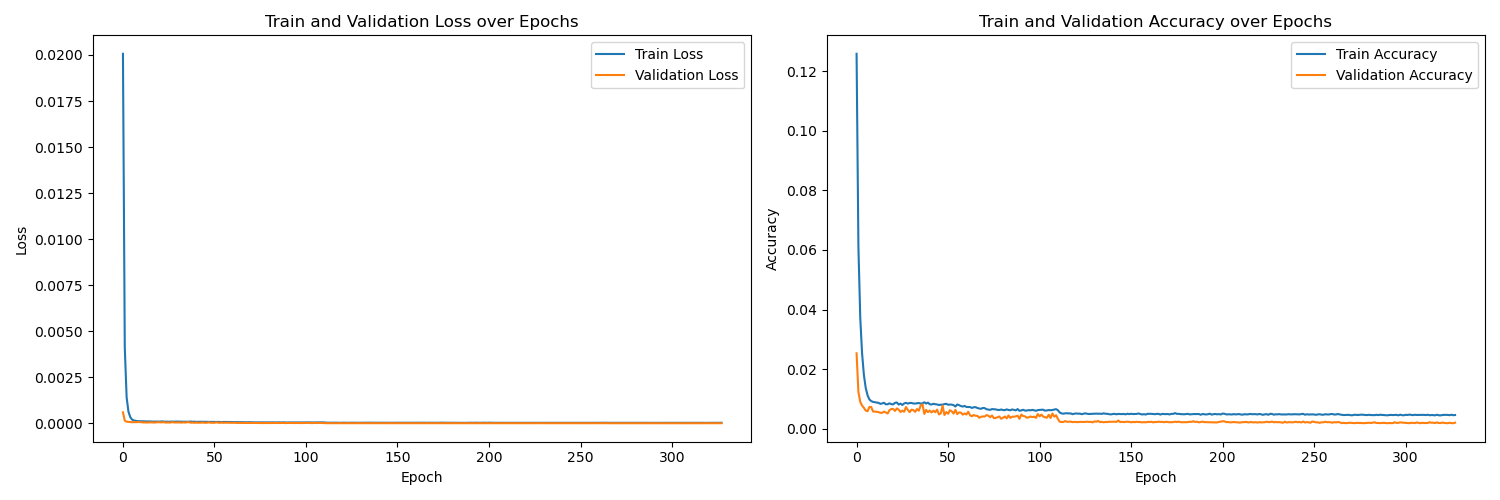 Train and Validation Loss over Epochs
Train Loss
Validation Loss
0.0200
0.0175
0.0150
0.0125
0.0100
0.0075
0.0050
0.0025
0.0000
Loss
0 50 100 150 200 250 300
Epoch
Train and Validation Accuracy over Epochs
Train Accuracy
Validation Accuracy
0.12
0.10
0.08
0.06
0.04
0.02
0.00
Accuracy
0 50 100 150 200 250 300
Epoch